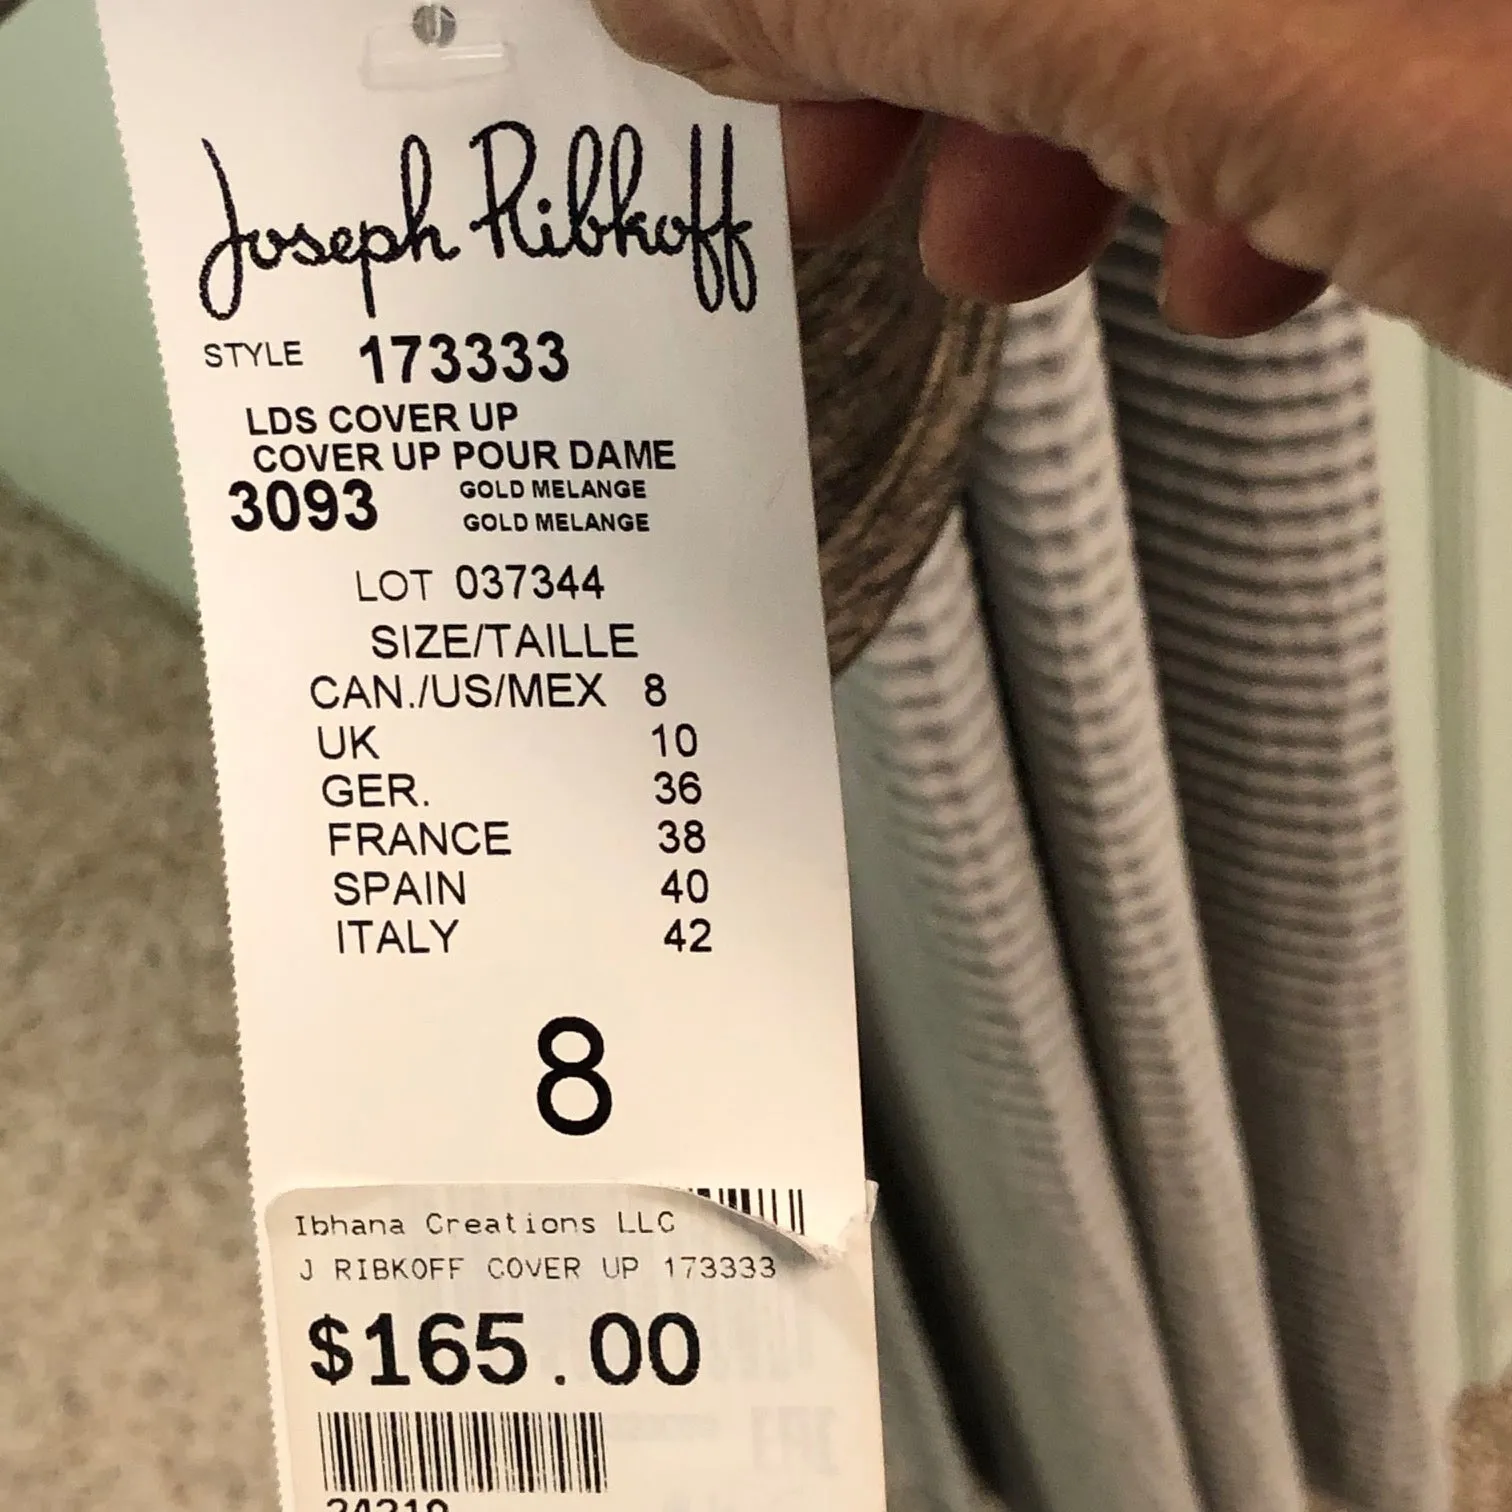 Joseph Ribkoff
STYLE 173333
LDS COVER UP
COVER UP POUR DAME
3093 GOLD MELANGE
GOLD MELANGE
LOT 037344
SIZE/TAILLE
CAN./US/MEX 8
UK 10
GER. 36
FRANCE 38
SPAIN 40
ITALY 42
8
Ibhana Creations LLC
J RIBKOFF COVER UP 173333
$165.00